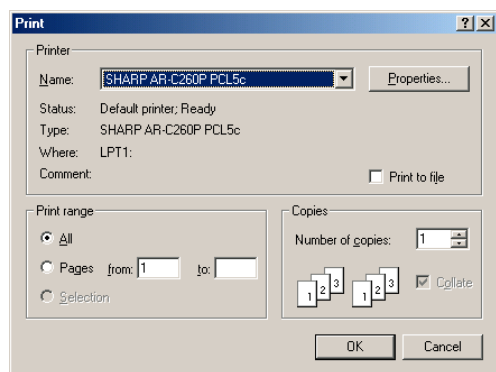 Print
Printer
Name: SHARP AR-C260P PCL5c Properties...
Status: Default printer; Ready
Type: SHARP AR-C260P PCL5c
Where: LPT1:
Comment: Print to file
Print range
All
Pages from: 1 to:
Selection
Copies
Number of copies: 1
1 2 3 1 2 3 Collate
OK Cancel